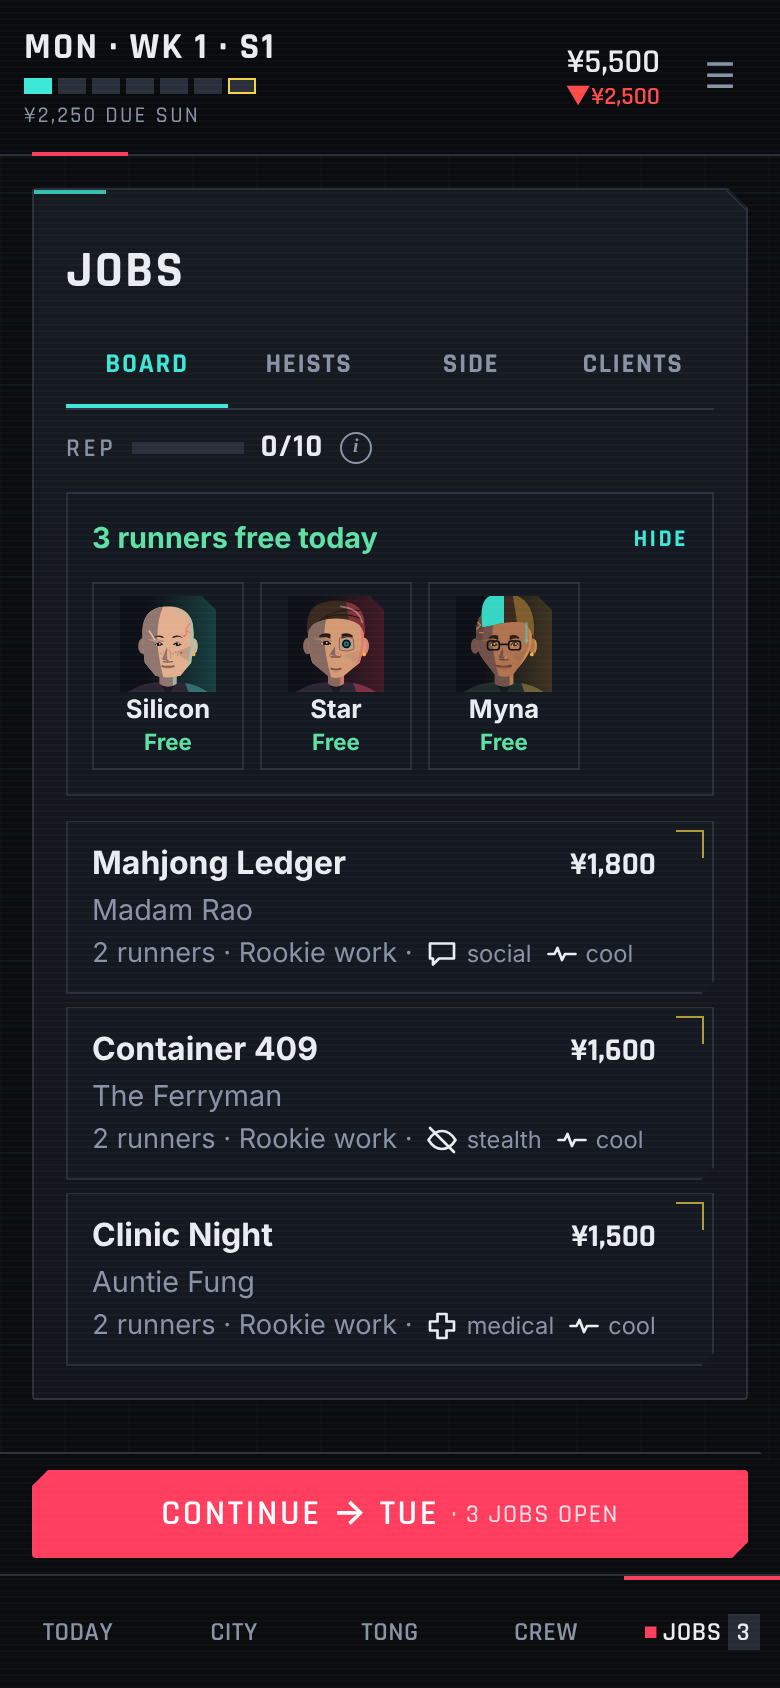 MON · WK 1 · S1
¥2,250 DUE SUN
¥5,500
▼¥2,500
JOBS
BOARD HEISTS SIDE CLIENTS
REP 0/10 i
3 runners free today HIDE
Silicon Star Myna
Free Free Free
Mahjong Ledger ¥1,800
Madam Rao
2 runners · Rookie work · social cool
Container 409 ¥1,600
The Ferryman
2 runners · Rookie work · stealth cool
Clinic Night ¥1,500
Auntie Fung
2 runners · Rookie work · medical cool
CONTINUE → TUE · 3 JOBS OPEN
TODAY CITY TONG CREW JOBS 3